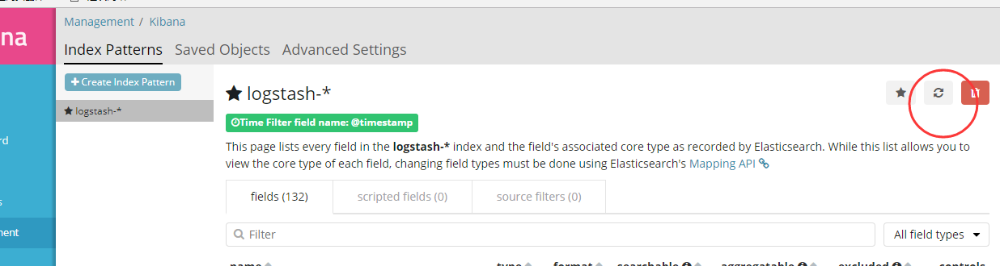 Management / Kibana
na
Index Patterns Saved Objects Advanced Settings
Create Index Pattern
logstash-*
logstash-*
Time Filter field name: @timestamp
This page lists every field in the logstash-* index and the field's associated core type as recorded by Elasticsearch. While this list allows you to
view the core type of each field, changing field types must be done using Elasticsearch's Mapping API
rd
fields (132) scripted fields (0) source filters (0)
s
ment
Filter All field types
name type format searchable aggregatable excluded controls